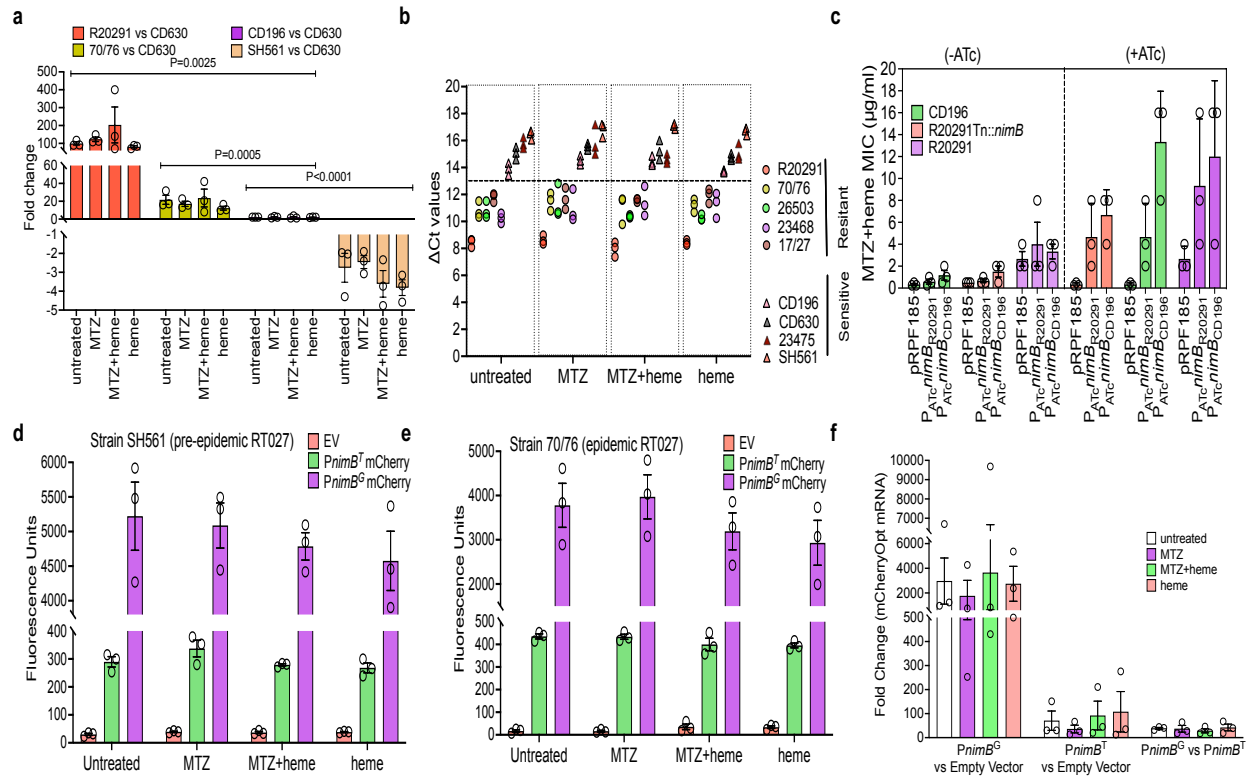 a
R20291 vs CD630
CD196 vs CD630
70/76 vs CD630
SH561 vs CD630
P=0.0025
P=0.0005
P<0.0001
Fold change
500
400
300
200
100
60
40
20
0
-1
-2
-3
-4
-5
untreated
MTZ
MTZ+heme
heme
untreated
MTZ
MTZ+heme
heme
untreated
MTZ
MTZ+heme
heme
untreated
MTZ
MTZ+heme
heme
b
ΔCt values
20
18
16
14
12
10
8
6
4
2
0
untreated
MTZ
MTZ+heme
heme
R20291
70/76
26503
23468
17/27
Resitant
CD196
CD630
23475
SH561
Sensitive
c
(-ATc)
(+ATc)
MTZ+heme MIC (μg/ml)
20
18
16
14
12
10
8
6
4
2
0
CD196
R20291Tn::nimB
R20291
pRPF185
PATcnimBR20291
PATcnimBCD196
pRPF185
PATcnimBR20291
PATcnimBCD196
pRPF185
PATcnimBR20291
PATcnimBCD196
pRPF185
PATcnimBR20291
PATcnimBCD196
pRPF185
PATcnimBR20291
PATcnimBCD196
pRPF185
PATcnimBR20291
PATcnimBCD196
d
Strain SH561 (pre-epidemic RT027)
EV
PnimBT mCherry
PnimBG mCherry
Fluorescence Units
6000
5500
5000
4500
4000
400
300
200
100
0
Untreated
MTZ
MTZ+heme
heme
e
Strain 70/76 (epidemic RT027)
EV
PnimBT mCherry
PnimBG mCherry
Fluorescence Units
5000
4000
3000
2000
500
400
300
200
100
0
Untreated
MTZ
MTZ+heme
heme
f
Fold Change (mCherryOpt mRNA)
10000
9000
8000
6000
4000
2000
500
400
300
200
100
0
untreated
MTZ
MTZ+heme
heme
PnimBG
vs Empty Vector
PnimBT
vs Empty Vector
PnimBG vs PnimBT